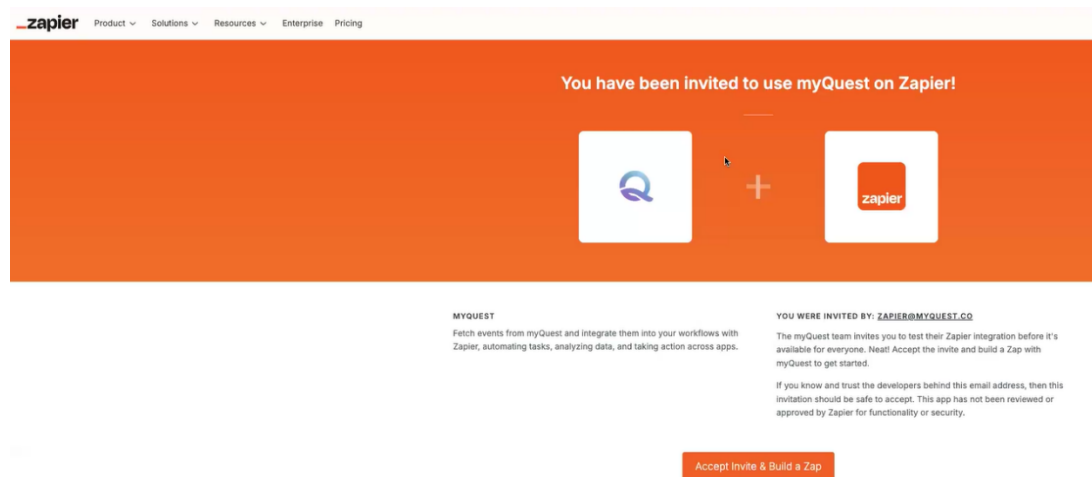 zapier Product Solutions Resources Enterprise Pricing
You have been invited to use myQuest on Zapier!
Q + zapier
MYQUEST
Fetch events from myQuest and integrate them into your workflows with
Zapier, automating tasks, analyzing data, and taking action across apps.
YOU WERE INVITED BY: ZAPIER@MYQUEST.CO
The myQuest team invites you to test their Zapier integration before it's
available for everyone. Neat! Accept the invite and build a Zap with
myQuest to get started.
If you know and trust the developers behind this email address, then this
invitation should be safe to accept. This app has not been reviewed or
approved by Zapier for functionality or security.
Accept Invite & Build a Zap